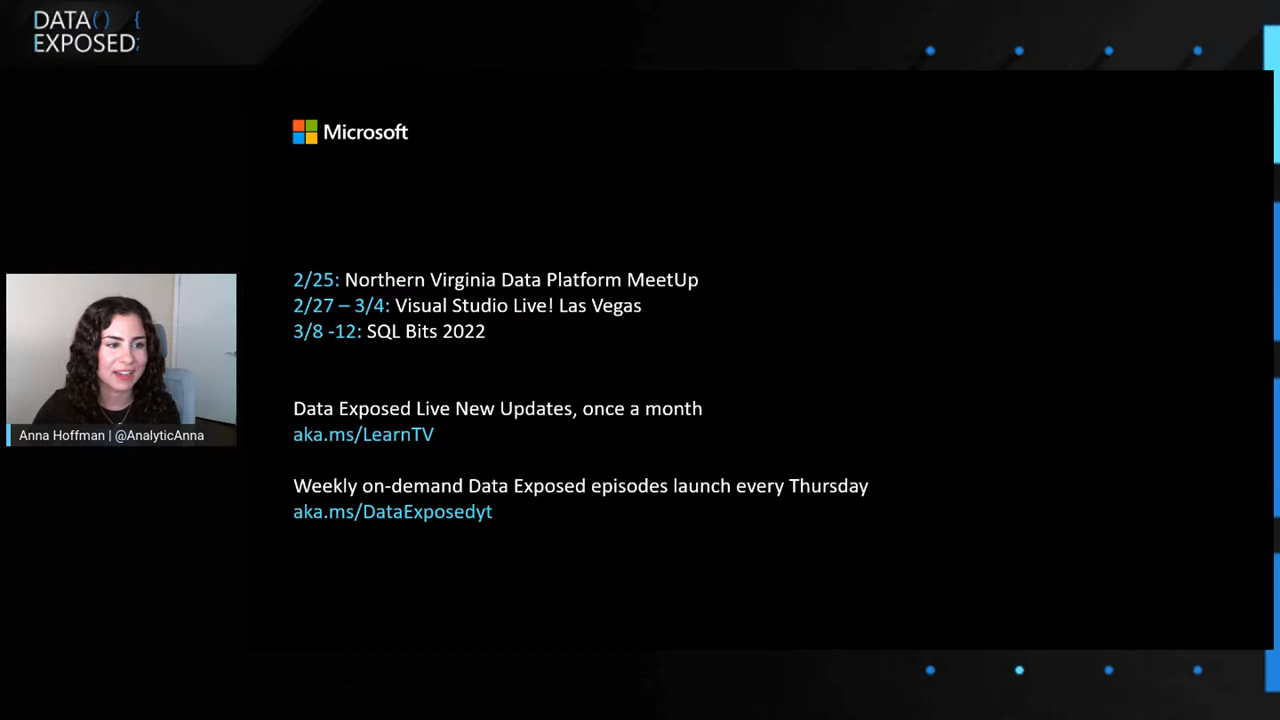 DATA() {
EXPOSED;
Microsoft
2/25: Northern Virginia Data Platform MeetUp
2/27 – 3/4: Visual Studio Live! Las Vegas
3/8 -12: SQL Bits 2022
Data Exposed Live New Updates, once a month
aka.ms/LearnTV
Weekly on-demand Data Exposed episodes launch every Thursday
aka.ms/DataExposedyt
Anna Hoffman | @AnalyticAnna